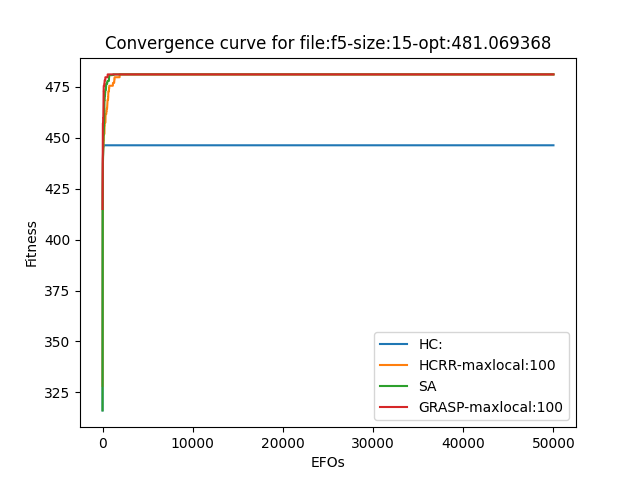 Convergence curve for file:f5-size:15-opt:481.069368
Fitness
475
450
425
400
375
350
325
0 10000 20000 30000 40000 50000
EFOs
HC:
HCRR-maxlocal:100
SA
GRASP-maxlocal:100